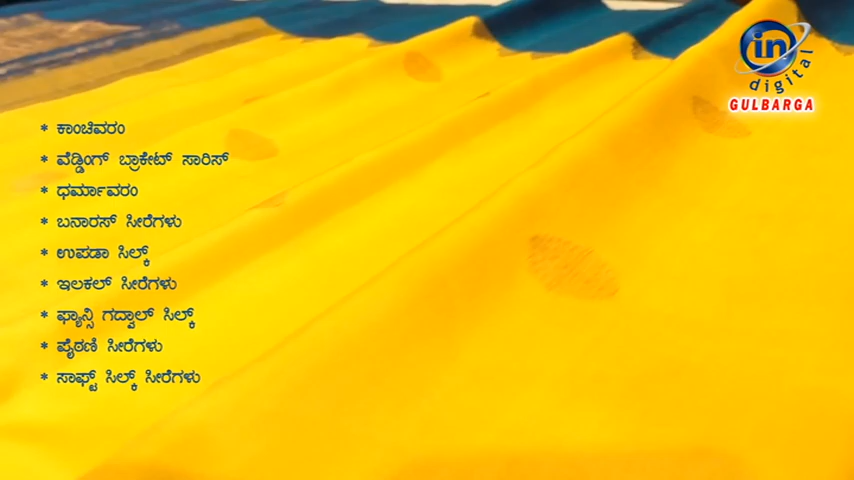 in
digital
GULBARGA
* ಕಾಂಚಿವರಂ
* ವೆಡ್ಡಿಂಗ್ ಬ್ರಾಕೇಟ್ ಸಾರಿಸ್
* ಧರ್ಮಾವರಂ
* ಬನಾರಸ್ ಸೀರೆಗಳು
* ಉಪಡಾ ಸಿಲ್ಕ್
* ಇಲಕಲ್ ಸೀರೆಗಳು
* ಫ್ಯಾನ್ಸಿ ಗದ್ವಾಲ್ ಸಿಲ್ಕ್
* ಪೈಠಣಿ ಸೀರೆಗಳು
* ಸಾಫ್ಟ್ ಸಿಲ್ಕ್ ಸೀರೆಗಳು